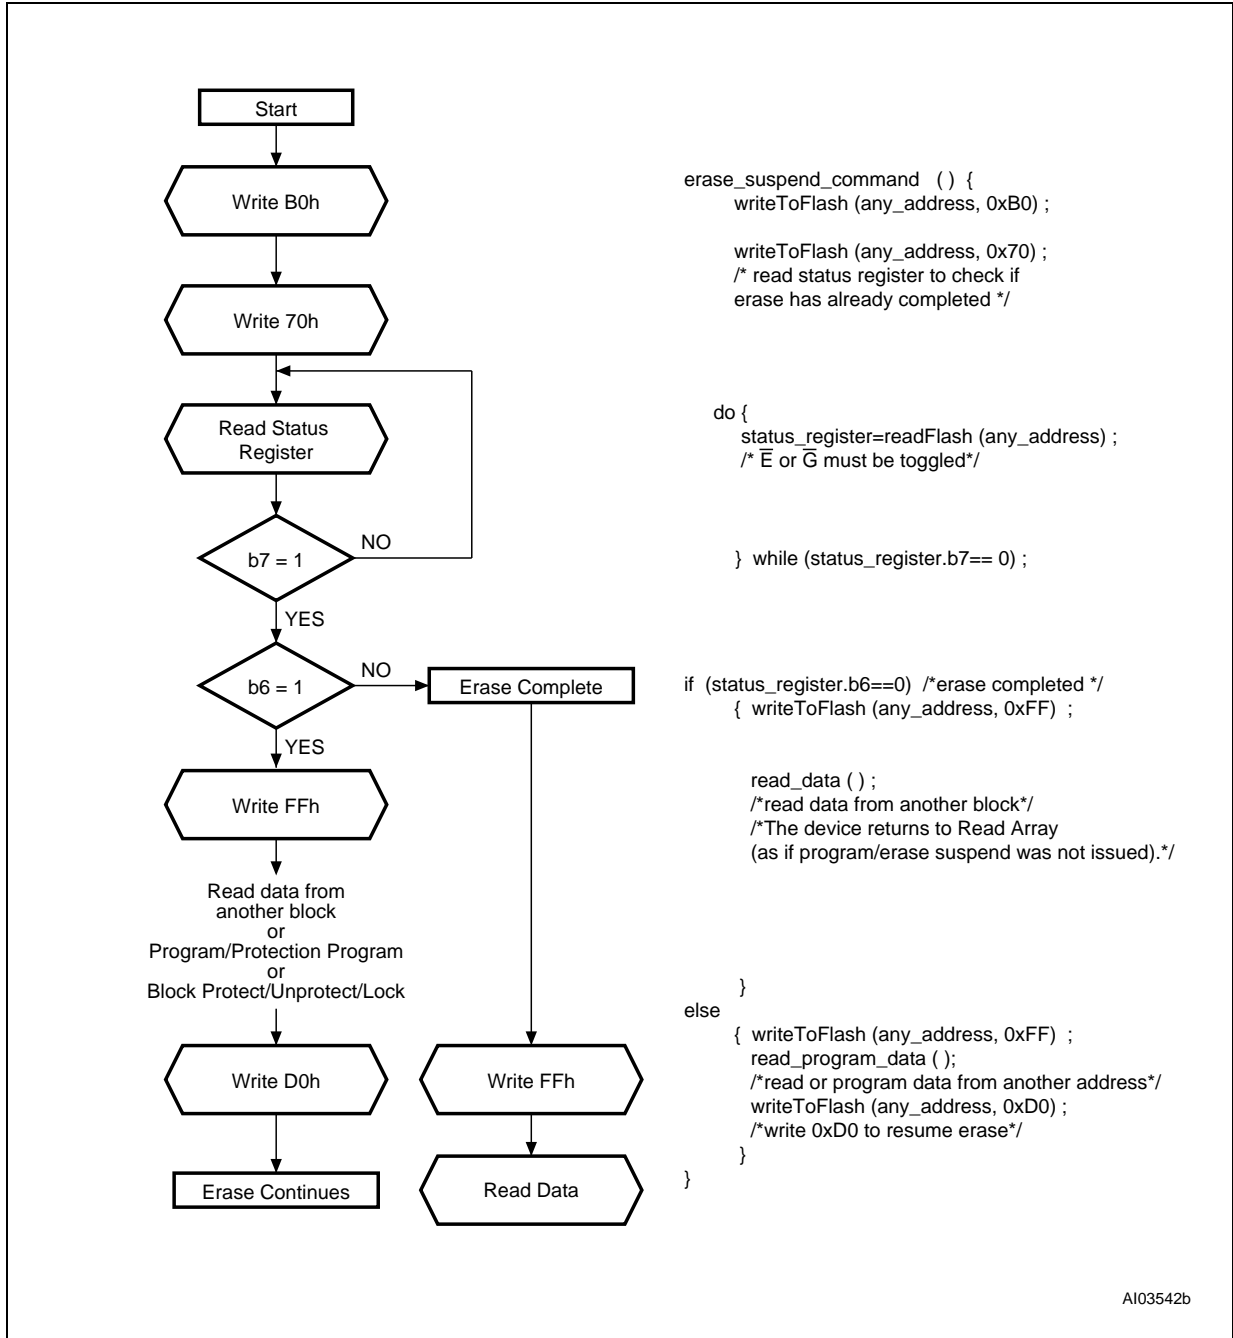 Start
Write B0h
Write 70h
Read Status
Register
b7 = 1
NO
YES
b6 = 1
NO
Erase Complete
YES
Write FFh
Read data from
another block
or
Program/Protection Program
or
Block Protect/Unprotect/Lock
Write D0h
Write FFh
Erase Continues
Read Data
erase_suspend_command ( ) {
writeToFlash (any_address, 0xB0) ;
writeToFlash (any_address, 0x70) ;
/* read status register to check if
erase has already completed */
do {
status_register=readFlash (any_address) ;
/* E̅ or G̅ must be toggled*/
} while (status_register.b7== 0) ;
if (status_register.b6==0) /*erase completed */
{ writeToFlash (any_address, 0xFF) ;
read_data ( ) ;
/*read data from another block*/
/*The device returns to Read Array
(as if program/erase suspend was not issued).*/
}
else
{ writeToFlash (any_address, 0xFF) ;
read_program_data ( );
/*read or program data from another address*/
writeToFlash (any_address, 0xD0) ;
/*write 0xD0 to resume erase*/
}
}
AI03542b